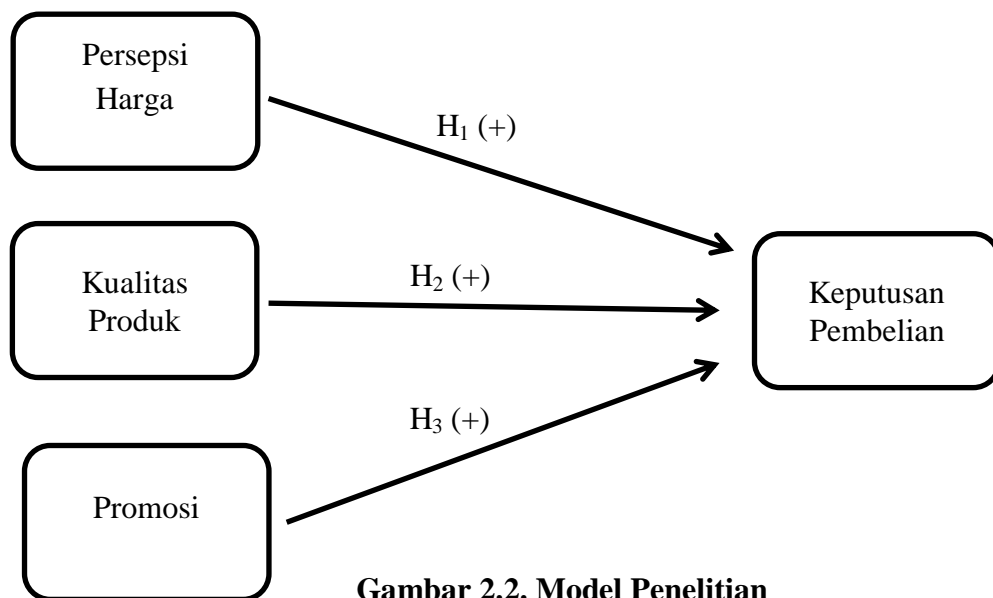 Persepsi
Harga
H₁ (+)
Kualitas
Produk
H₂ (+)
Keputusan
Pembelian
H₃ (+)
Promosi
Gambar 2.2. Model Penelitian